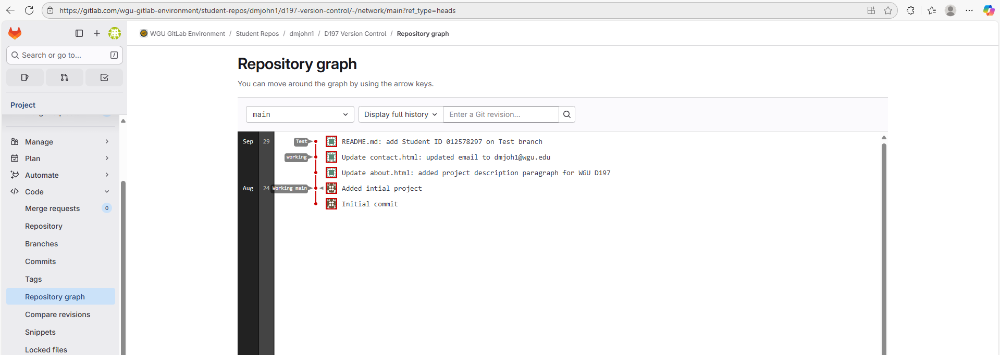 https://gitlab.com/wgu-gitlab-environment/student-repos/dmjohn1/d197-version-control/-/network/main?ref_type=heads
WGU GitLab Environment / Student Repos / dmjohn1 / D197 Version Control / Repository graph
Search or go to... /
Project
Manage
Plan
Automate
Code
Merge requests 0
Repository
Branches
Commits
Tags
Repository graph
Compare revisions
Snippets
Locked files
Repository graph
You can move around the graph by using the arrow keys.
main Display full history Enter a Git revision...
Sep 29 Test README.md: add Student ID 012578297 on Test branch
working Update contact.html: updated email to dmjoh1@wgu.edu
Update about.html: added project description paragraph for WGU D197
Aug 24 Working main Added intial project
Initial commit